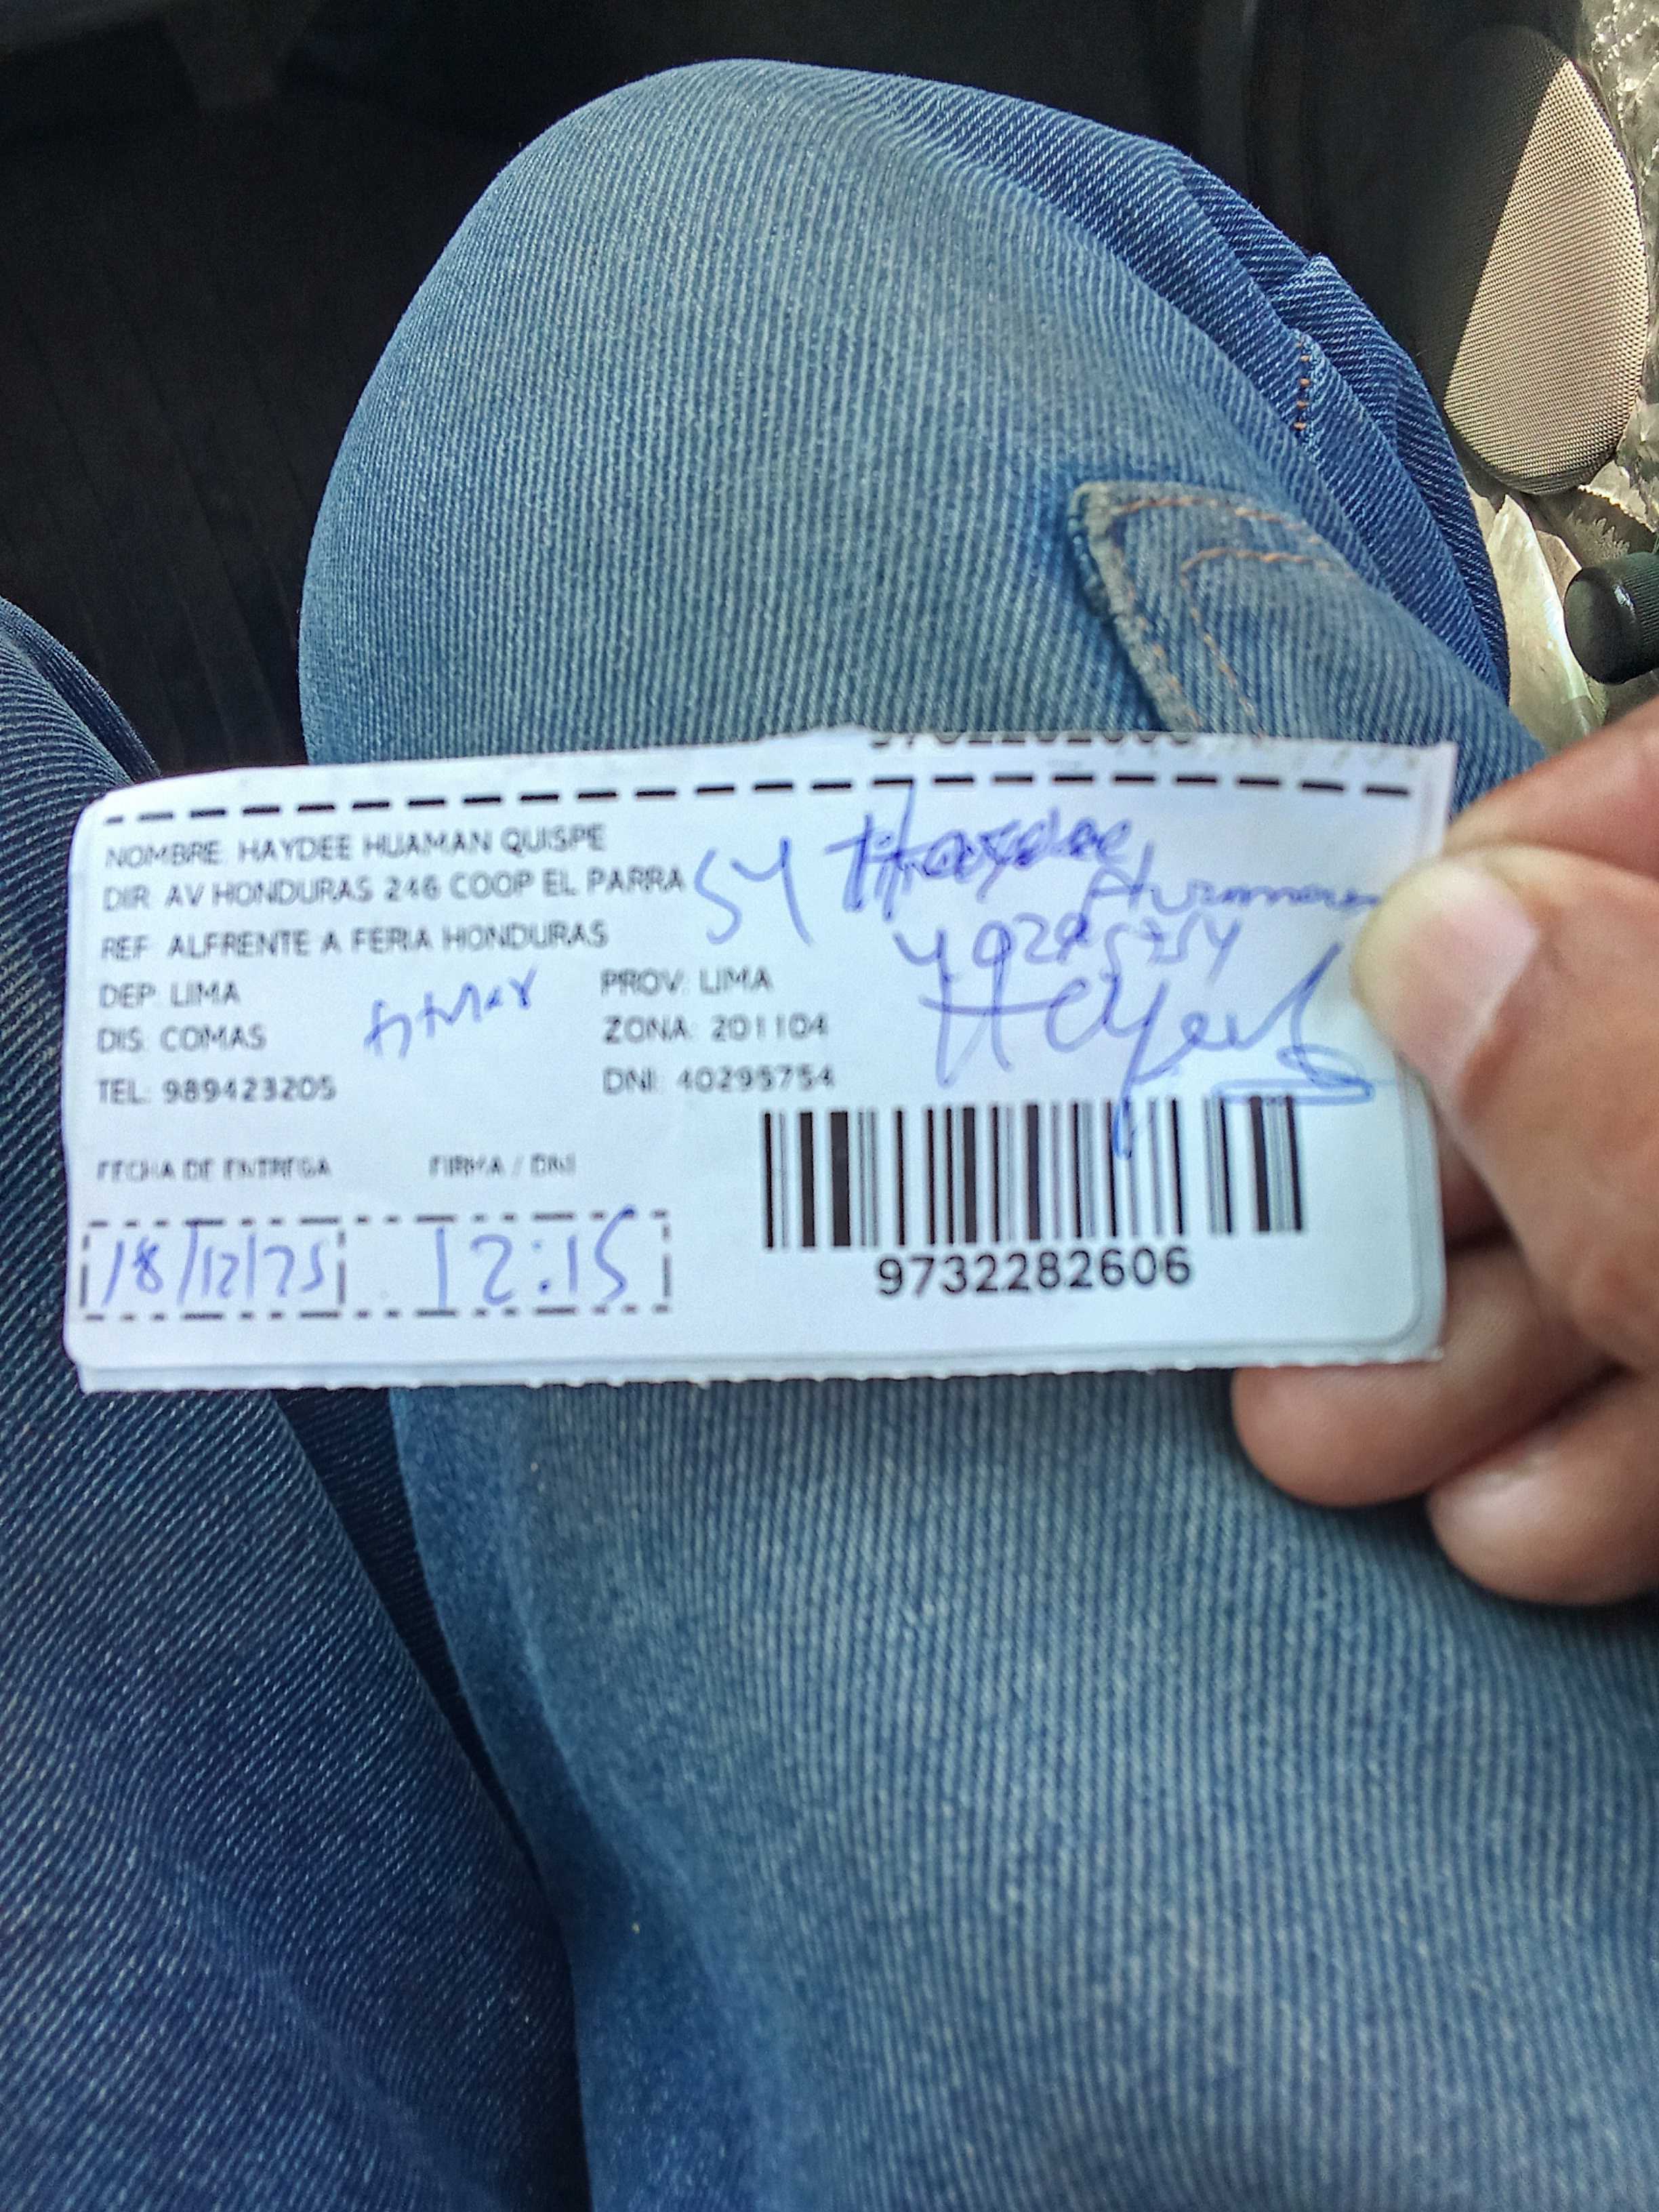 NOMBRE: HAYDEE HUAMAN QUISPE
DIR: AV HONDURAS 246 COOP EL PARRA
REF: ALFRENTE A FERIA HONDURAS
DEP: LIMA PROV: LIMA
DIS: COMAS ZONA: 201104
TEL: 989423205 DNI: 40295754
Haydee
FECHA DE ENTREGA FIRMA / DNI
18/12/25 12:15
9732282606